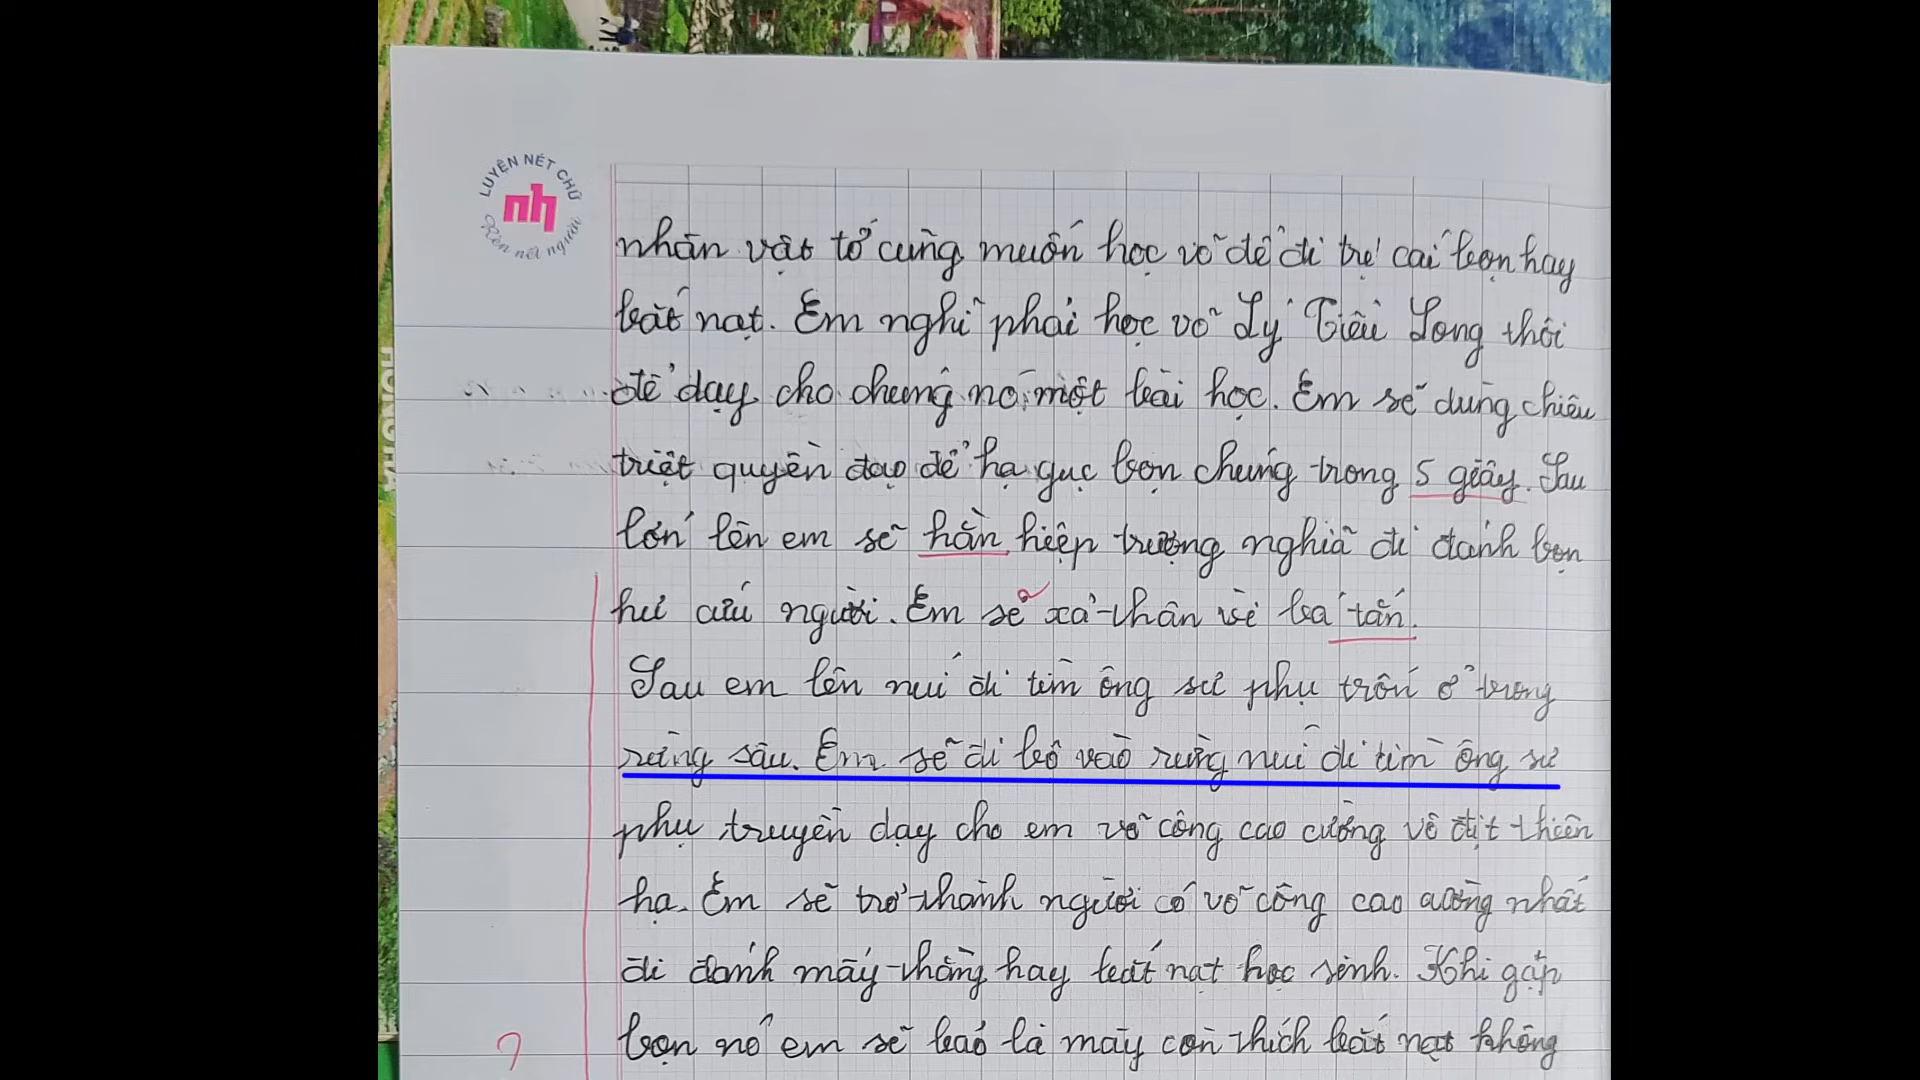 LUYỆN NÉT CHỮ
nh
Rèn nết người
nhân vật tớ cũng muốn học võ để đi trị cái bọn hay
bắt nạt. Em nghĩ phải học võ Lý Tiểu Long thôi
để dạy cho chúng nó một bài học. Em sẽ dùng chiêu
triệt quyền đạo để hạ gục bọn chúng trong 5 giây. Sau
lớn lên em sẽ hần hiệp trượng nghĩa đi đánh bọn
hư cứu người. Em sẽ xả thân vè bá tắn.
Sau em lên núi đi tìm ông sư phụ trốn ở trong
rừng sâu. Em sẽ đi bộ vào rừng núi đi tìm ông sư
phụ truyền dạy cho em võ công cao cường vô địt thiên
hạ. Em sẽ trở thành người có võ công cao cường nhất
đi đánh mấy thằng hay bắt nạt học sinh. Khi gặp
bọn nó em sẽ bảo là mày còn thích bắt nạt không